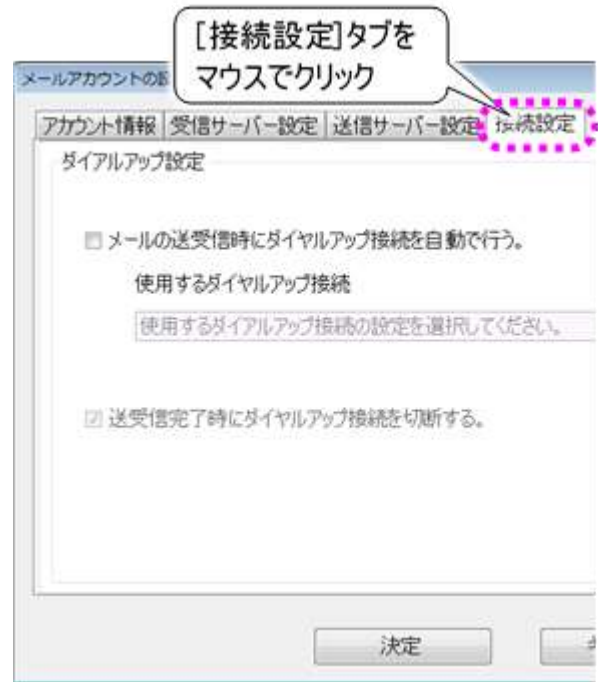 [接続設定]タブを
マウスでクリック
メールアカウントの設
アカウント情報 受信サーバー設定 送信サーバー設定 接続設定
ダイアルアップ設定
メールの送受信時にダイヤルアップ接続を自動で行う。
使用するダイヤルアップ接続
使用するダイアルアップ接続の設定を選択してください。
送受信完了時にダイヤルアップ接続を切断する。
決定